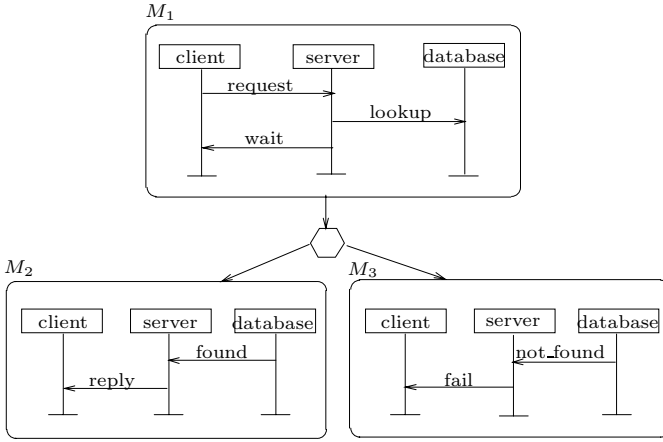 M1
client server database
request
lookup
wait
M2
client server database
found
reply
M3
client server database
not_found
fail